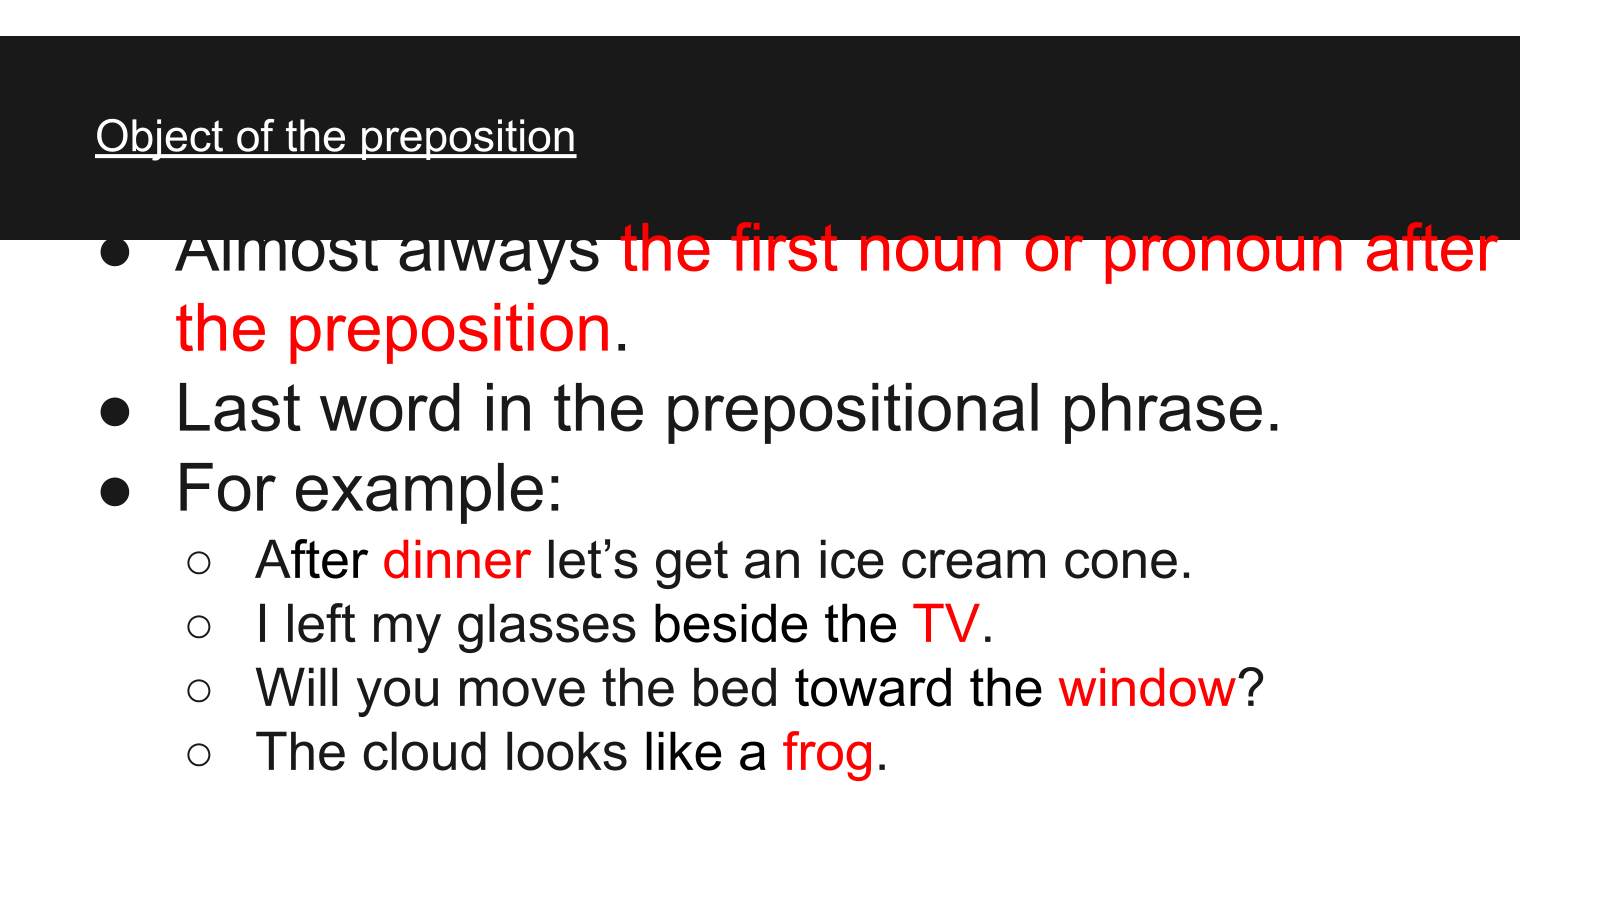 Object of the preposition
● Almost always the first noun or pronoun after
the preposition.
● Last word in the prepositional phrase.
● For example:
○ After dinner let’s get an ice cream cone.
○ I left my glasses beside the TV.
○ Will you move the bed toward the window?
○ The cloud looks like a frog.